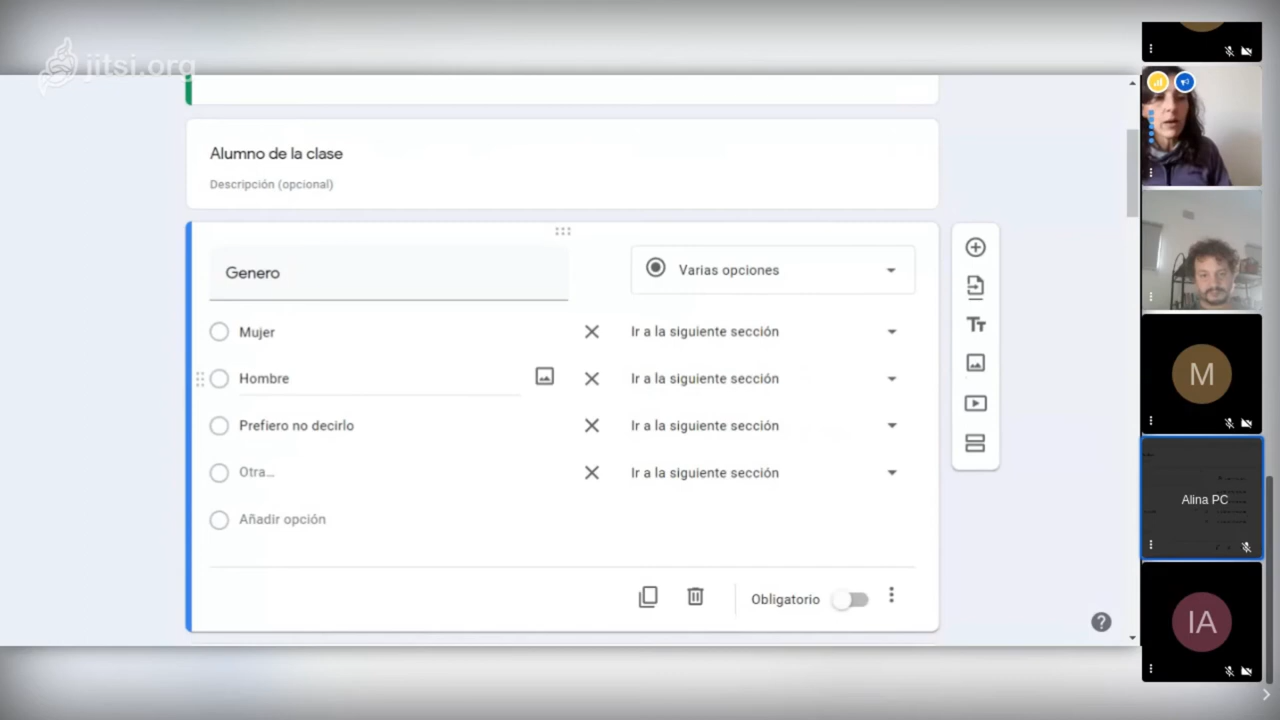 jitsi.org
Alumno de la clase
Descripción (opcional)
Genero
Varias opciones
Mujer
Ir a la siguiente sección
Hombre
Ir a la siguiente sección
Prefiero no decirlo
Ir a la siguiente sección
Otra...
Ir a la siguiente sección
Añadir opción
Obligatorio
M
Alina PC
IA